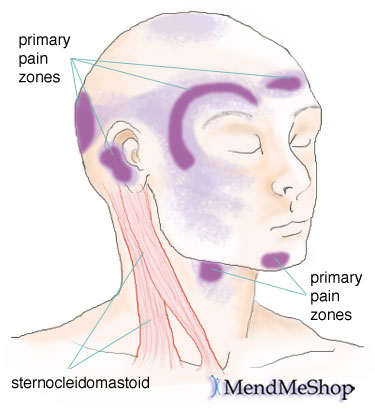 primary
pain
zones
primary
pain
zones
sternocleidomastoid
MendMeShop